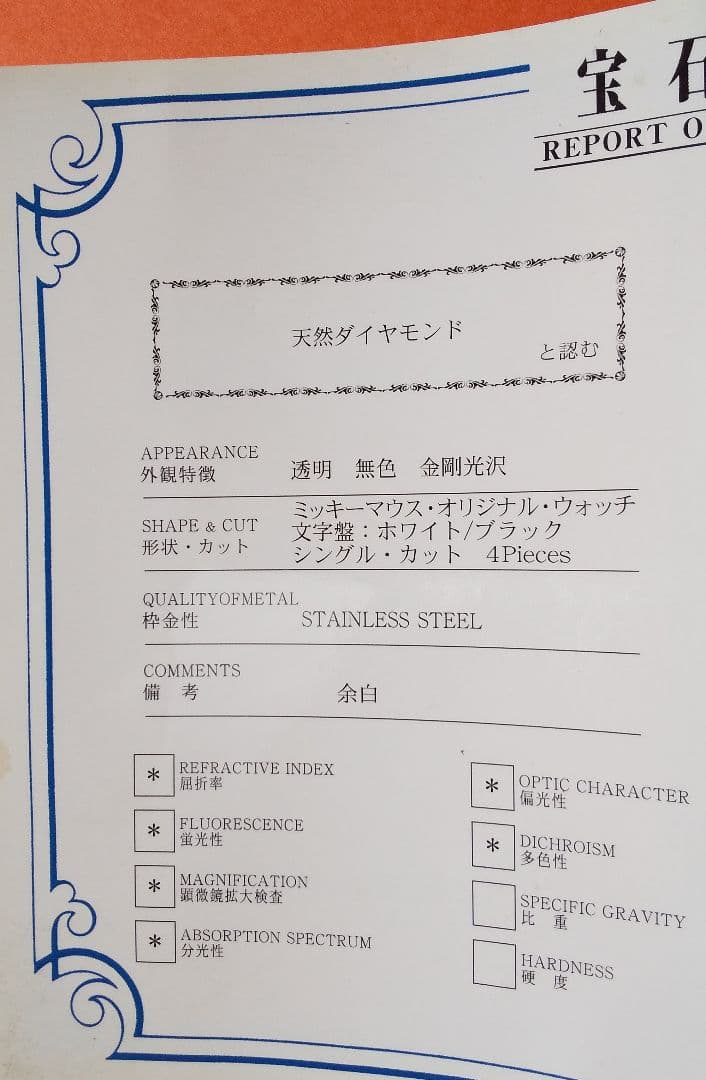 宝石
REPORT O
天然ダイヤモンド
と認む
APPEARANCE
外観特徴
透明 無色 金剛光沢
SHAPE & CUT
形状・カット
ミッキーマウス・オリジナル・ウォッチ
文字盤：ホワイト/ブラック
シングル・カット 4Pieces
QUALITYOFMETAL
枠金性
STAINLESS STEEL
COMMENTS
備 考
余白
* REFRACTIVE INDEX
屈折率
* FLUORESCENCE
蛍光性
* MAGNIFICATION
顕微鏡拡大検査
* ABSORPTION SPECTRUM
分光性
* OPTIC CHARACTER
偏光性
* DICHROISM
多色性
SPECIFIC GRAVITY
比 重
HARDNESS
硬 度